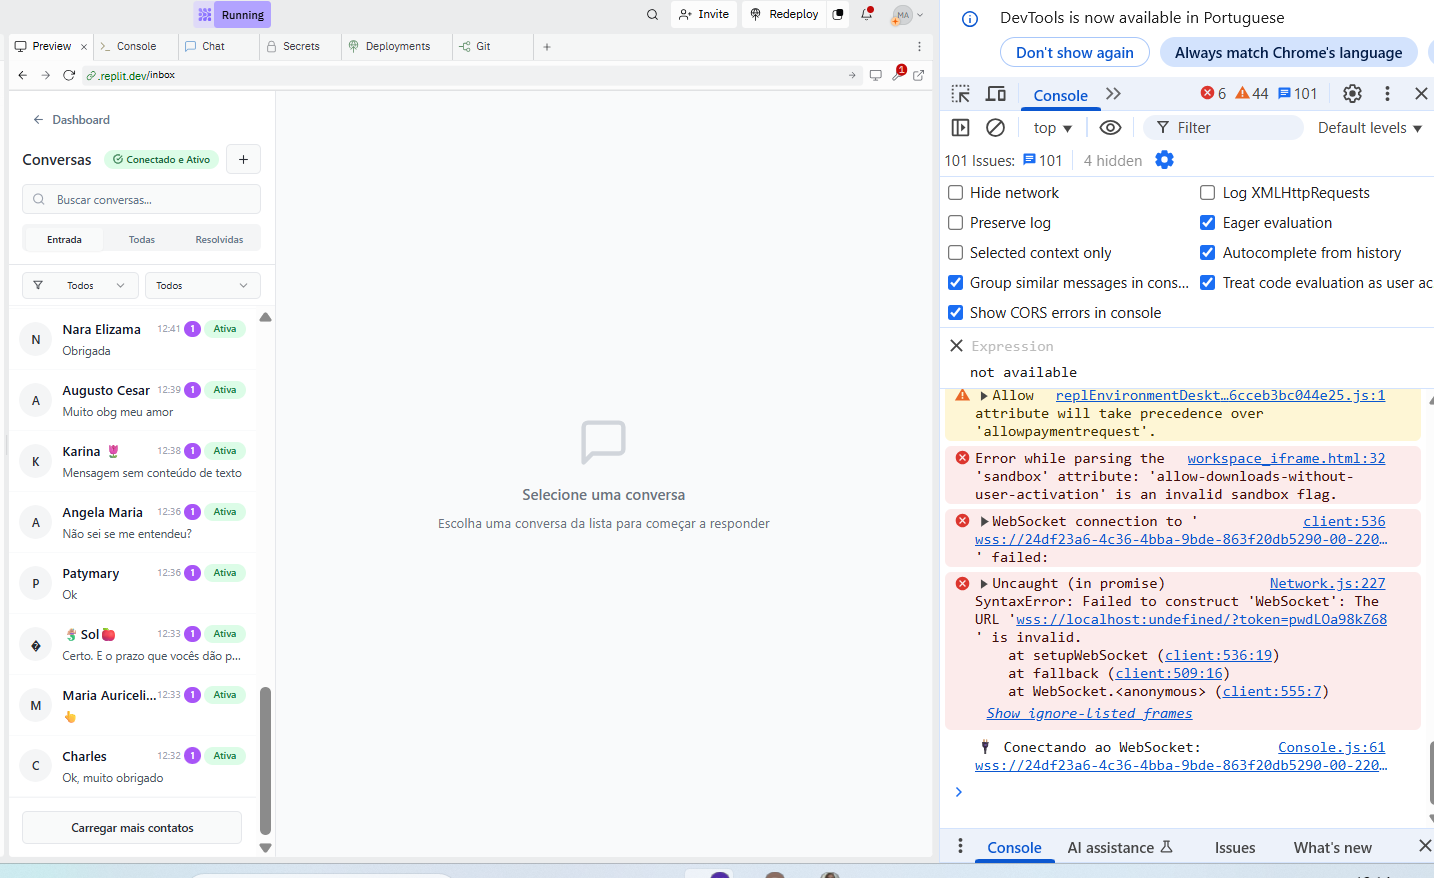 Running
Invite
Redeploy
MA
Preview
Console
Chat
Secrets
Deployments
Git
.replit.dev/inbox
1
Dashboard
Conversas
Conectado e Ativo
Buscar conversas...
Entrada
Todas
Resolvidas
Todos
Todos
N
Nara Elizama
12:41
1
Ativa
Obrigada
A
Augusto Cesar
12:39
1
Ativa
Muito obg meu amor
K
Karina 🌷
12:38
1
Ativa
Mensagem sem conteúdo de texto
A
Angela Maria
12:36
1
Ativa
Não sei se me entendeu?
P
Patymary
12:36
1
Ativa
Ok
�
🧜🏼‍♀️Sol🍎
12:33
1
Ativa
Certo. E o prazo que vocês dão p...
M
Maria Auriceli...
12:33
1
Ativa
👆
C
Charles
12:32
1
Ativa
Ok, muito obrigado
Carregar mais contatos
Selecione uma conversa
Escolha uma conversa da lista para começar a responder
DevTools is now available in Portuguese
Don't show again
Always match Chrome's language
Console
6
44
101
top
Filter
Default levels
101 Issues:
101
4 hidden
Hide network
Log XMLHttpRequests
Preserve log
Eager evaluation
Selected context only
Autocomplete from history
Group similar messages in cons...
Treat code evaluation as user ac
Show CORS errors in console
Expression
not available
Allow replEnvironmentDeskt…6cceb3bc044e25.js:1
attribute will take precedence over
'allowpaymentrequest'.
Error while parsing the workspace_iframe.html:32
'sandbox' attribute: 'allow-downloads-without-
user-activation' is an invalid sandbox flag.
WebSocket connection to ' client:536
wss://24df23a6-4c36-4bba-9bde-863f20db5290-00-220…
' failed:
Uncaught (in promise) Network.js:227
SyntaxError: Failed to construct 'WebSocket': The
URL 'wss://localhost:undefined/?token=pwdLOa98kZ68
' is invalid.
at setupWebSocket (client:536:19)
at fallback (client:509:16)
at WebSocket.<anonymous> (client:555:7)
Show ignore-listed frames
🔌 Conectando ao WebSocket: Console.js:61
wss://24df23a6-4c36-4bba-9bde-863f20db5290-00-220…
Console
AI assistance
Issues
What's new